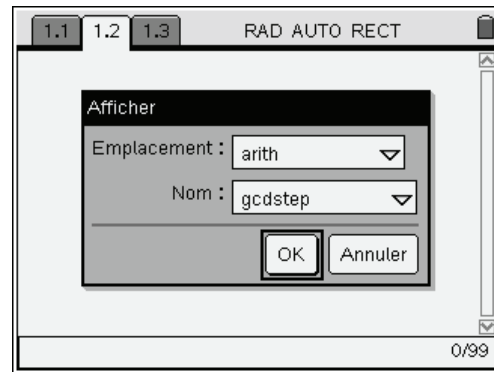 1.1 1.2 1.3 RAD AUTO RECT
Afficher
Emplacement : arith
Nom : gcdstep
OK Annuler
0/99